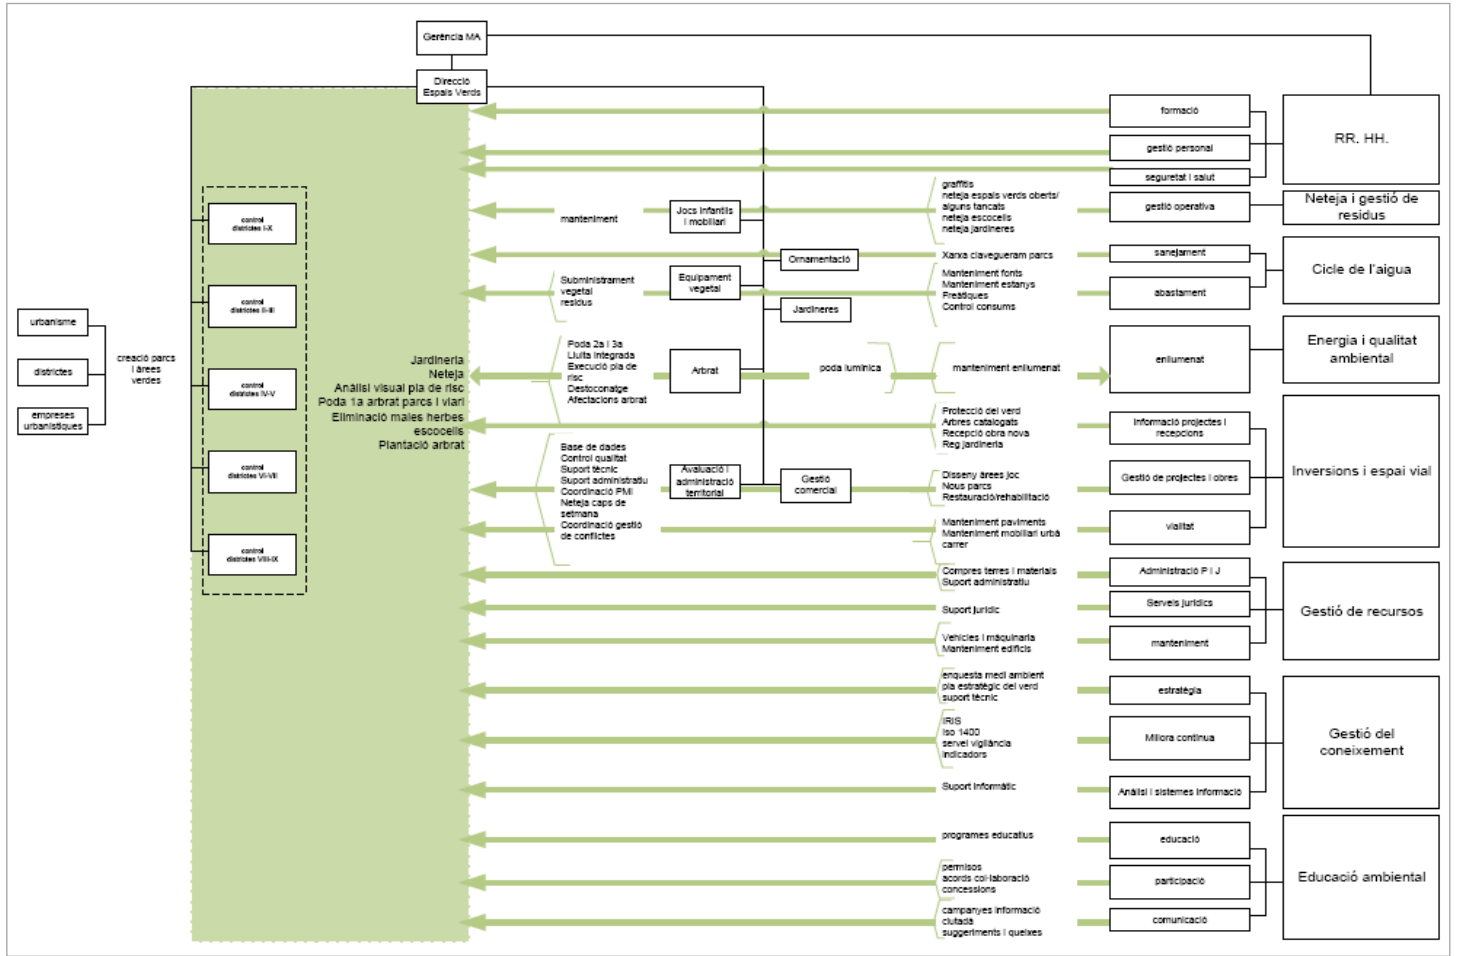 Gerència MA
Direcció
Espais Verds
control
districtes I-X
control
districtes II-III
control
districtes IV-V
control
districtes VI-VII
control
districtes VIII-IX
urbanisme
districtes
empreses
urbanístiques
creació parcs
i àrees
verdes
Jardineria
Neteja
Anàlisi visual pla de risc
Poda 1a arbrat parcs i viari
Eliminació males herbes
escocells
Plantació arbrat
manteniment
Subministrament
vegetal
residus
Poda 2a i 3a
Lluita integrada
Execució pla de
risc
Destoconatge
Afectacions arbrat
Base de dades
Control qualitat
Suport tècnic
Suport administratiu
Coordinació PMI
Neteja caps de
setmana
Coordinació gestió
de conflictes
Jocs infantils
i mobiliari
Equipament
vegetal
Arbrat
Avaluació i
administració
territorial
Ornamentació
Jardineres
Gestió
comercial
poda lumínica
graffitis
neteja espais verds oberts/
alguns tancats
neteja escocells
neteja jardineres
Xarxa clavegueram parcs
Manteniment fonts
Manteniment estanys
Freàtiques
Control consums
manteniment enllumenat
Protecció del verd
Arbres catalogats
Recepció obra nova
Reg jardineria
Disseny àrees joc
Nous parcs
Restauració/rehabilitació
Manteniment paviments
Manteniment mobiliari urbà
carrer
Compres terres i materials
Suport administratiu
Suport jurídic
Vehicles i màquinaria
Manteniment edificis
enquesta medi ambient
pla estratègic del verd
suport tècnic
IRIS
Iso 1400
servei vigilància
indicadors
Suport informàtic
programes educatius
permisos
acords col·laboració
concessions
campanyes informació
ciutadà
suggeriments i queixes
formació
gestió personal
seguretat i salut
gestió operativa
sanejament
abastament
enllumenat
Informació projectes i
recepcions
Gestió de projectes i obres
vialitat
Administració P i J
Serveis jurídics
manteniment
estratègia
Millora contínua
Anàlisi i sistemes informació
educació
participació
comunicació
RR. HH.
Neteja i gestió de
residus
Cicle de l'aigua
Energia i qualitat
ambiental
Inversions i espai vial
Gestió de recursos
Gestió del
coneixement
Educació ambiental